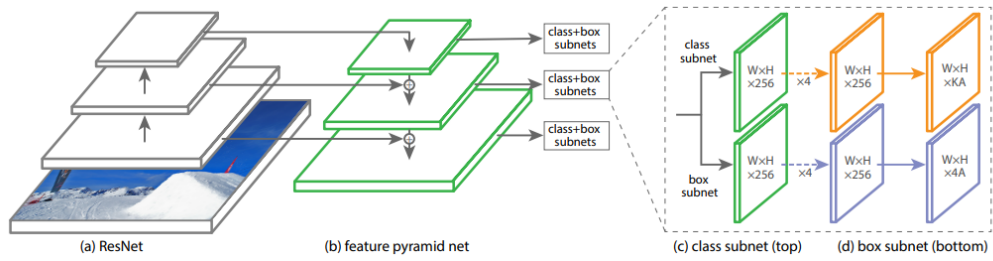 class+box
subnets
class+box
subnets
class+box
subnets
class
subnet
W×H
×256
×4
W×H
×256
W×H
×KA
box
subnet
W×H
×256
×4
W×H
×256
W×H
×4A
(a) ResNet
(b) feature pyramid net
(c) class subnet (top)
(d) box subnet (bottom)